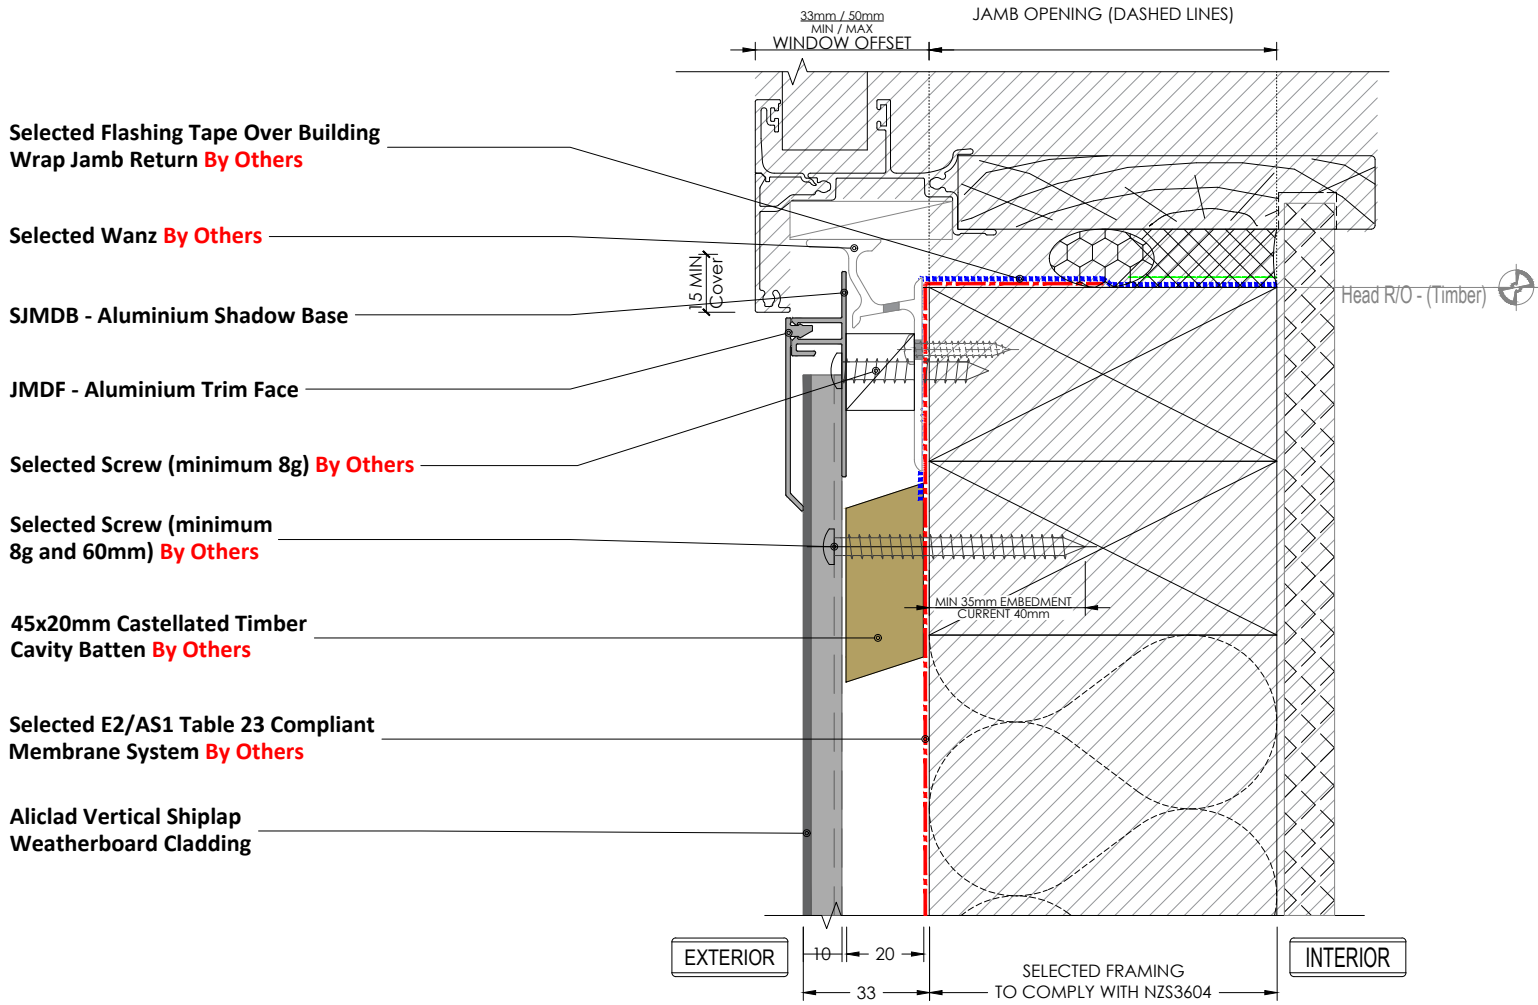 33mm / 50mm
MIN / MAX
WINDOW OFFSET
JAMB OPENING (DASHED LINES)
Selected Flashing Tape Over Building
Wrap Jamb Return By Others
Selected Wanz By Others
15 MIN
Cover
SJMDB - Aluminium Shadow Base
Head R/O - (Timber)
JMDF - Aluminium Trim Face
Selected Screw (minimum 8g) By Others
Selected Screw (minimum
8g and 60mm) By Others
MIN 35mm EMBEDMENT
CURRENT 40mm
45x20mm Castellated Timber
Cavity Batten By Others
Selected E2/AS1 Table 23 Compliant
Membrane System By Others
Aliclad Vertical Shiplap
Weatherboard Cladding
EXTERIOR
10
20
33
SELECTED FRAMING
TO COMPLY WITH NZS3604
INTERIOR